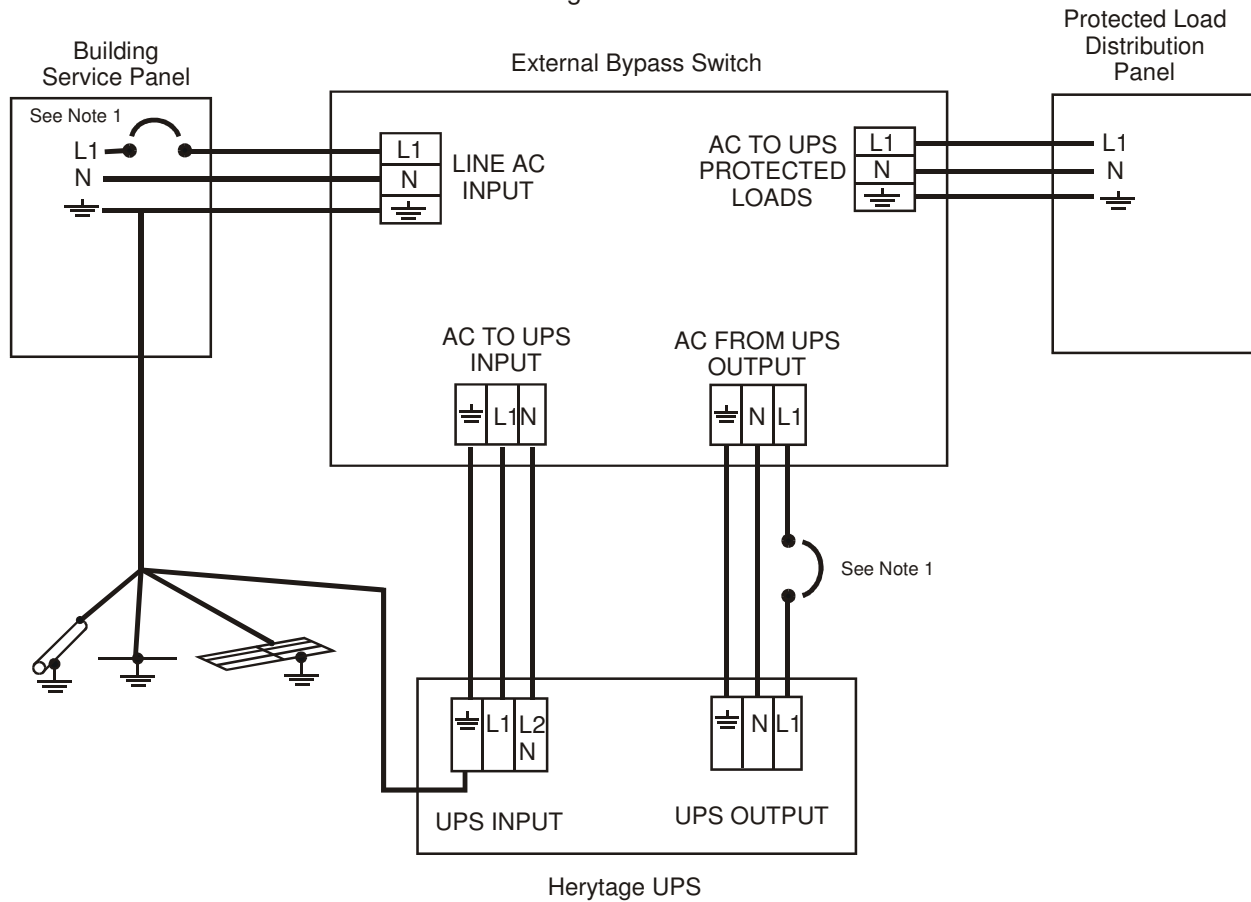 Protected Load
Distribution
Panel
Building
Service Panel
External Bypass Switch
See Note 1
L1
N
L1
N
LINE AC
INPUT
AC TO UPS
PROTECTED
LOADS
L1
N
L1
N
AC TO UPS
INPUT
AC FROM UPS
OUTPUT
L1 N
N L1
See Note 1
L1 L2
N
N L1
UPS INPUT
UPS OUTPUT
Herytage UPS